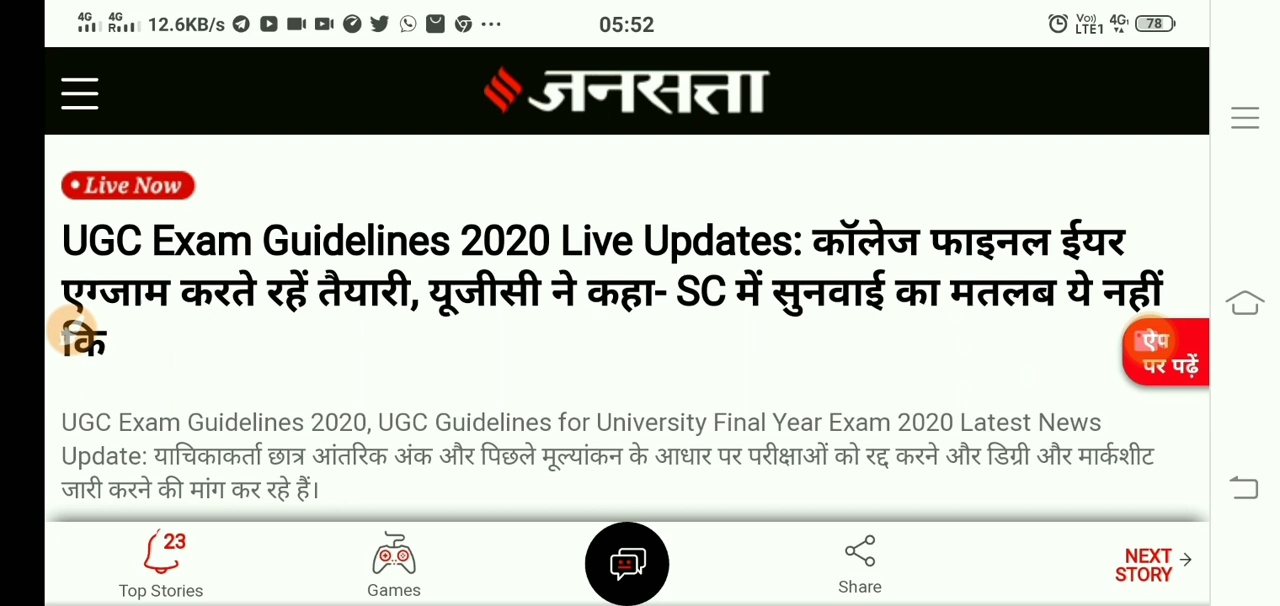 4G 4G R 12.6KB/s 05:52 Vo) LTE1 4G 78
जनसत्ता
Live Now
UGC Exam Guidelines 2020 Live Updates: कॉलेज फाइनल ईयर
एग्जाम करते रहें तैयारी, यूजीसी ने कहा- SC में सुनवाई का मतलब ये नहीं
कि
ऐप
पर पढ़ें
UGC Exam Guidelines 2020, UGC Guidelines for University Final Year Exam 2020 Latest News
Update: याचिकाकर्ता छात्र आंतरिक अंक और पिछले मूल्यांकन के आधार पर परीक्षाओं को रद्द करने और डिग्री और मार्कशीट
जारी करने की मांग कर रहे हैं।
23
Top Stories
Games
Share
NEXT
STORY